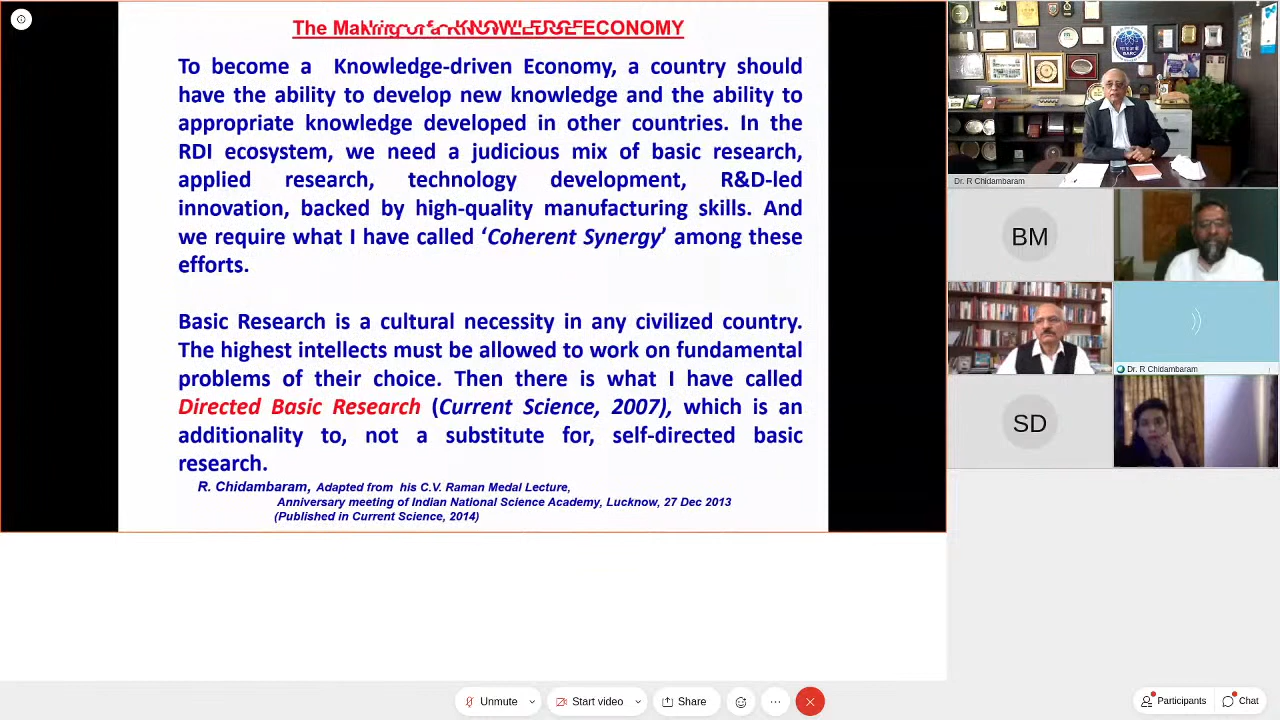 The Making of a KNOWLEDGE ECONOMY
To become a Knowledge-driven Economy, a country should
have the ability to develop new knowledge and the ability to
appropriate knowledge developed in other countries. In the
RDI ecosystem, we need a judicious mix of basic research,
applied research, technology development, R&D-led
innovation, backed by high-quality manufacturing skills. And
we require what I have called ‘Coherent Synergy’ among these
efforts.
Basic Research is a cultural necessity in any civilized country.
The highest intellects must be allowed to work on fundamental
problems of their choice. Then there is what I have called
Directed Basic Research (Current Science, 2007), which is an
additionality to, not a substitute for, self-directed basic
research.
R. Chidambaram, Adapted from his C.V. Raman Medal Lecture,
Anniversary meeting of Indian National Science Academy, Lucknow, 27 Dec 2013
(Published in Current Science, 2014)
BARC
Dr. R Chidambaram
BM
Dr. R Chidambaram
SD
Unmute
Start video
Share
Participants
Chat